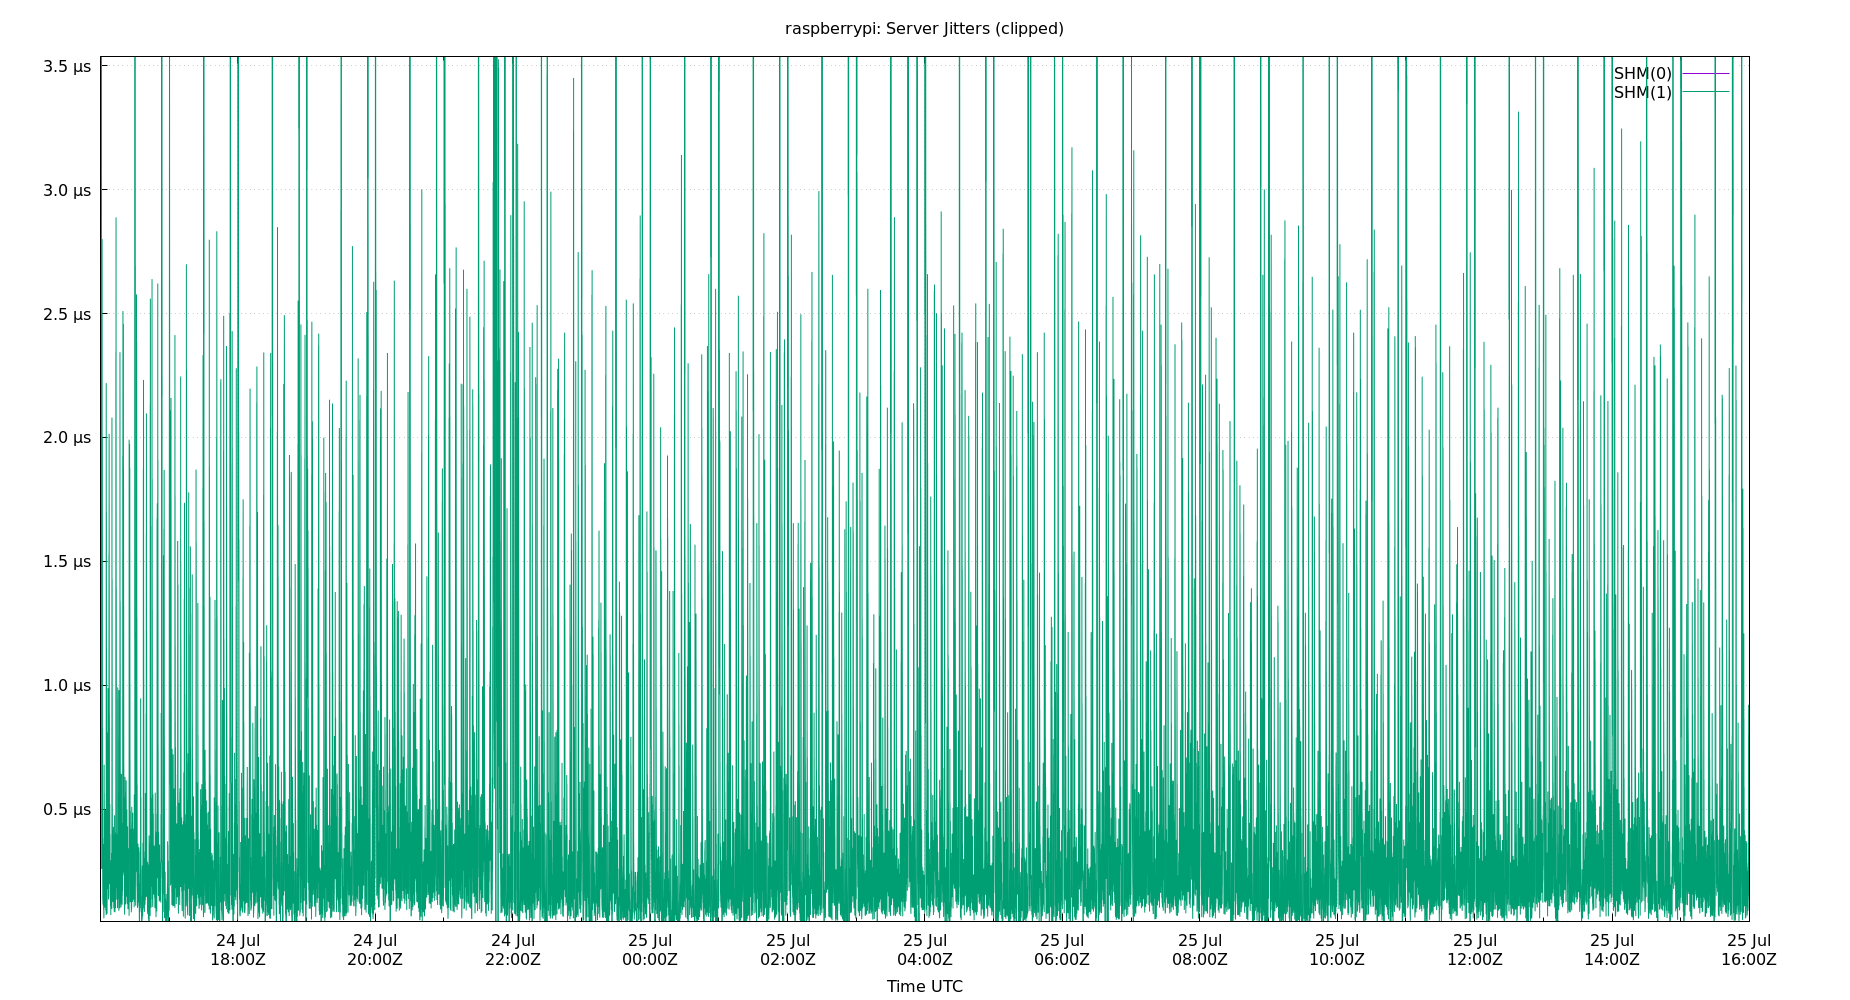 raspberrypi: Server Jitters (clipped)
3.5 µs
SHM(0)
SHM(1)
3.0 µs
2.5 µs
2.0 µs
1.5 µs
1.0 µs
0.5 µs
24 Jul 24 Jul 24 Jul 25 Jul 25 Jul 25 Jul 25 Jul 25 Jul 25 Jul 25 Jul 25 Jul 25 Jul
18:00Z 20:00Z 22:00Z 00:00Z 02:00Z 04:00Z 06:00Z 08:00Z 10:00Z 12:00Z 14:00Z 16:00Z
Time UTC